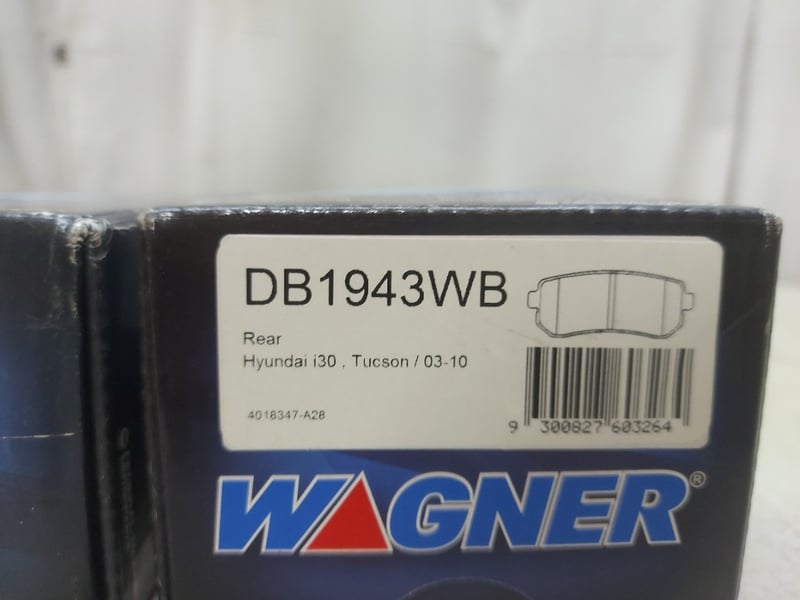 DB1943WB
Rear
Hyundai i30 , Tucson / 03-10
4018347-A28
9 300827 603264
WAGNER®